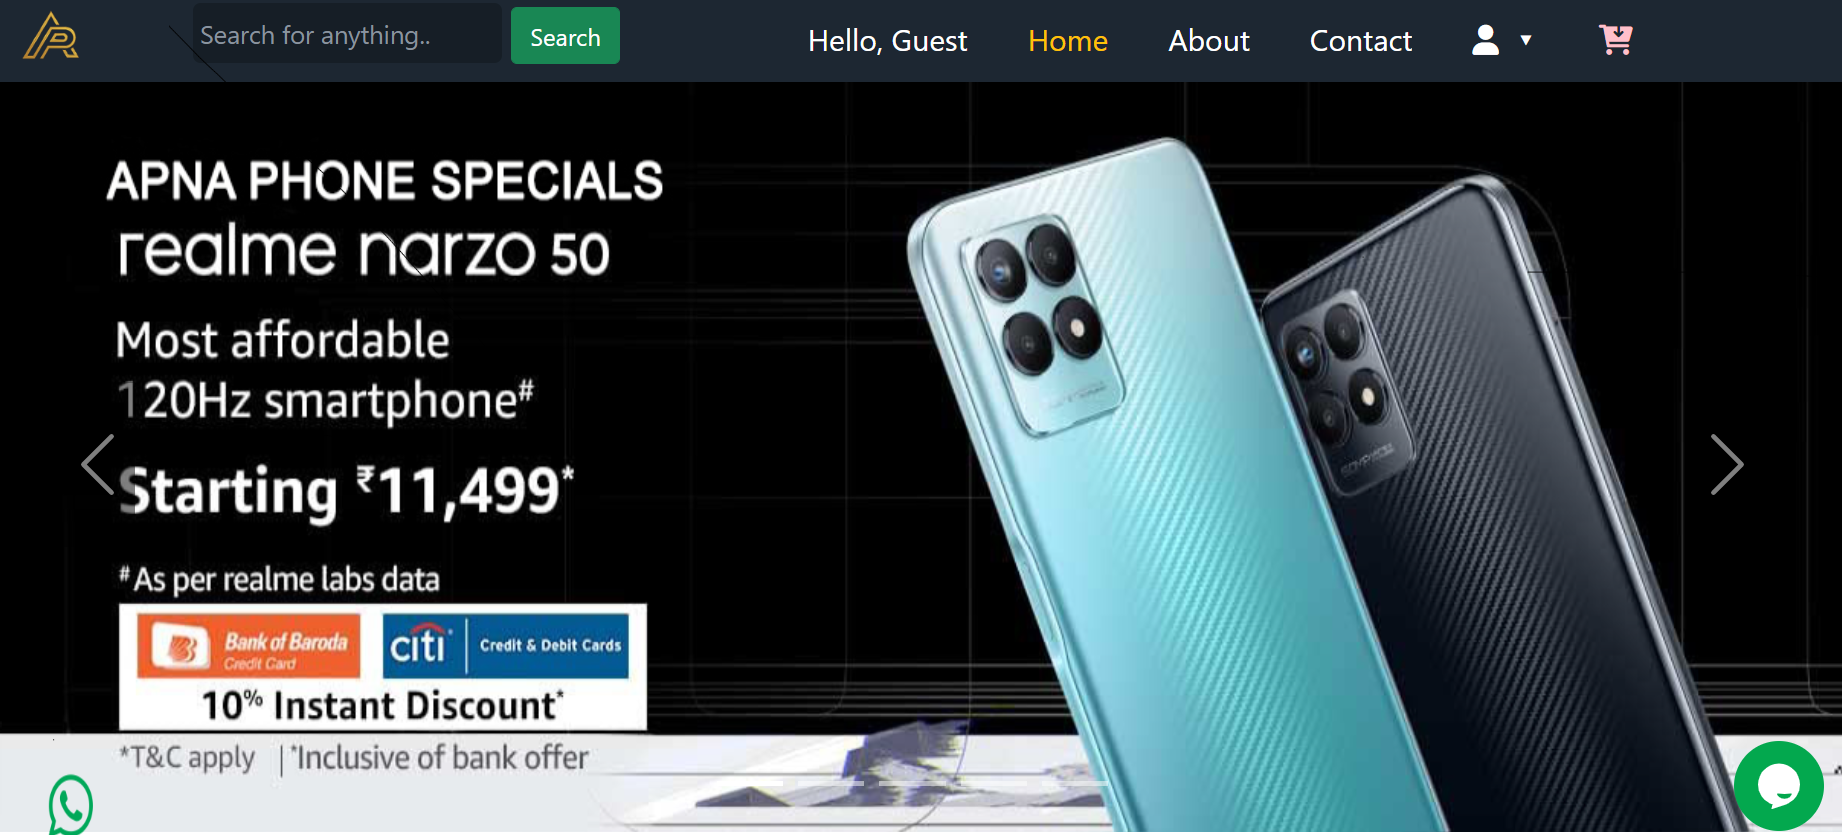 Search for anything..
Search
Hello, Guest
Home
About
Contact
APNA PHONE SPECIALS
realme narzo 50
Most affordable
120Hz smartphone#
Starting ₹11,499*
#As per realme labs data
Bank of Baroda
Credit Card
citi
Credit & Debit Cards
10% Instant Discount*
*T&C apply | *Inclusive of bank offer